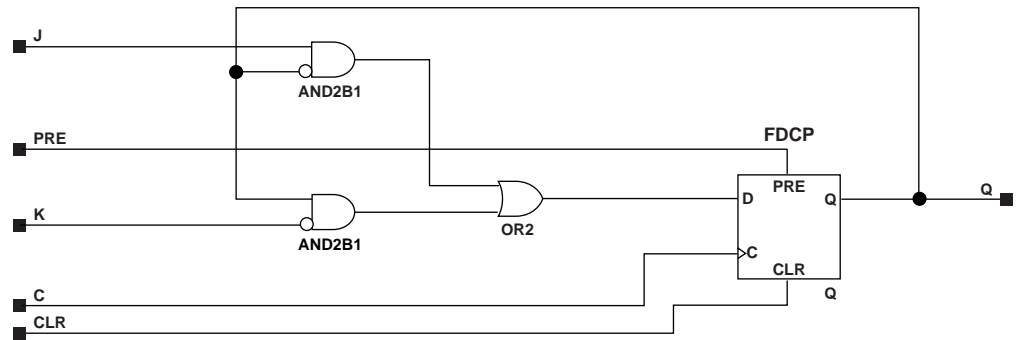 J
AND2B1
PRE
FDCP
PRE
D
Q
Q
K
AND2B1
OR2
C
CLR
C
Q
CLR